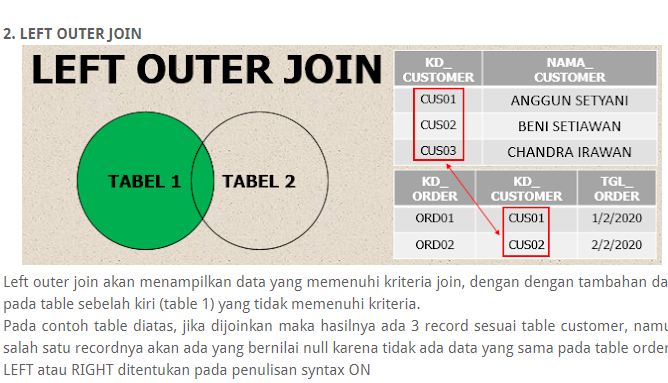 2. LEFT OUTER JOIN
LEFT OUTER JOIN
TABEL 1
TABEL 2
KD_ CUSTOMER NAMA_ CUSTOMER
CUS01 ANGGUN SETYANI
CUS02 BENI SETIAWAN
CUS03 CHANDRA IRAWAN
KD_ ORDER KD_ CUSTOMER TGL_ ORDER
ORD01 CUS01 1/2/2020
ORD02 CUS02 2/2/2020
Left outer join akan menampilkan data yang memenuhi kriteria join, dengan dengan tambahan da
pada table sebelah kiri (table 1) yang tidak memenuhi kriteria.
Pada contoh table diatas, jika dijoinkan maka hasilnya ada 3 record sesuai table customer, namu
salah satu recordnya akan ada yang bernilai null karena tidak ada data yang sama pada table order
LEFT atau RIGHT ditentukan pada penulisan syntax ON